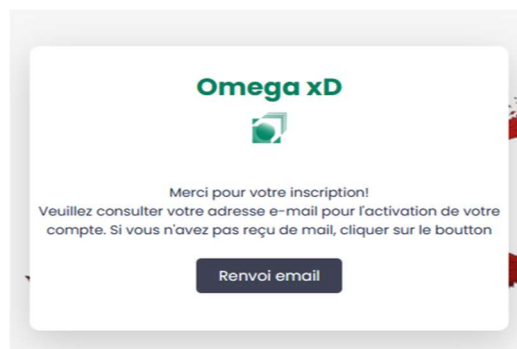 Omega xD
Merci pour votre inscription!
Veuillez consulter votre adresse e-mail pour l'activation de votre
compte. Si vous n'avez pas reçu de mail, cliquer sur le boutton
Renvoi email